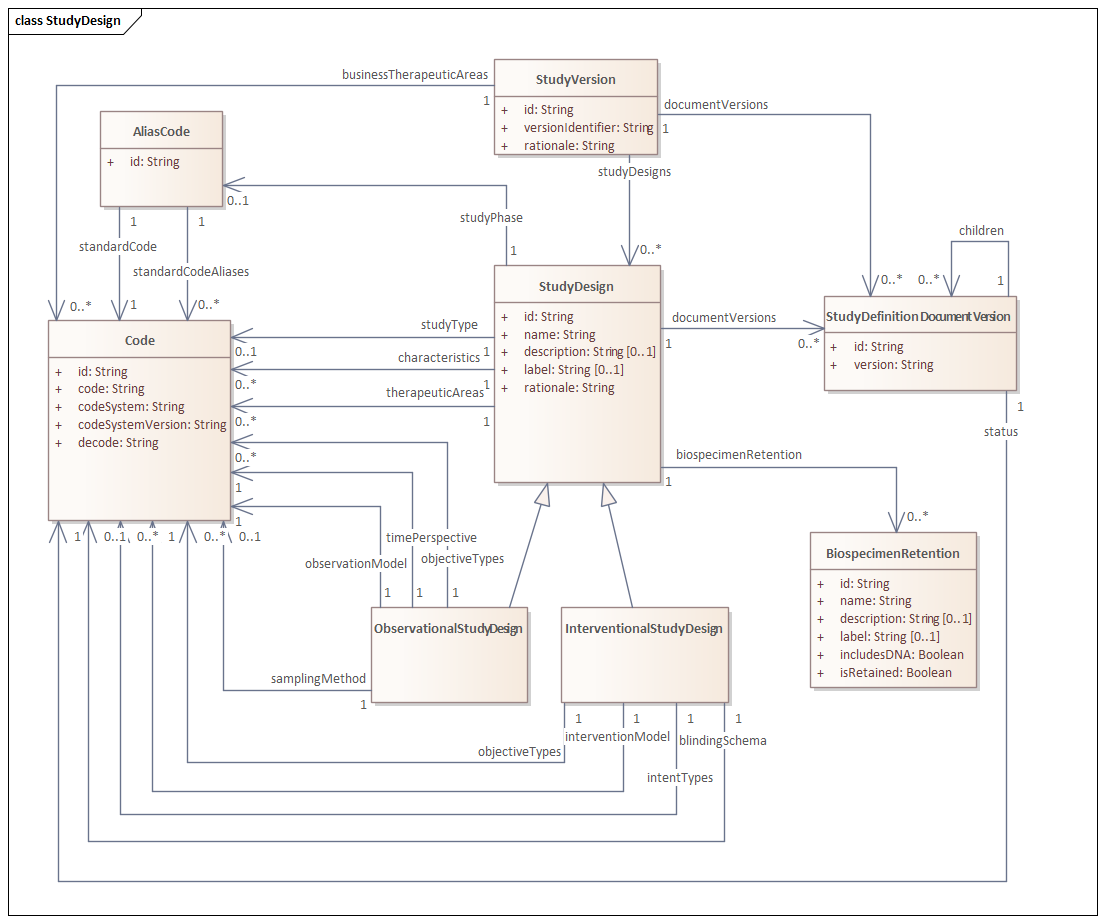 class StudyDesign
businessTherapeuticAreas
1
StudyVersion
+ id: String
+ versionIdentifier: String
+ rationale: String
documentVersions
1
studyDesigns
0..*
AliasCode
+ id: String
0..1
studyPhase
1
1
standardCode
1
1
standardCodeAliases
0..*
0..*
children
0..*
0..*
1
StudyDesign
+ id: String
+ name: String
+ description: String [0..1]
+ label: String [0..1]
+ rationale: String
documentVersions
1
0..*
StudyDefinitionDocumentVersion
+ id: String
+ version: String
1
status
Code
+ id: String
+ code: String
+ codeSystem: String
+ codeSystemVersion: String
+ decode: String
studyType
0..1
1
characteristics
0..*
1
therapeuticAreas
0..*
1
0..*
1
1
biospecimenRetention
1
0..*
BiospecimenRetention
+ id: String
+ name: String
+ description: String [0..1]
+ label: String [0..1]
+ includesDNA: Boolean
+ isRetained: Boolean
1
0..1
0..*
1
0..*
0..1
timePerspective
objectiveTypes
observationModel
1
1
1
ObservationalStudyDesign
InterventionalStudyDesign
samplingMethod
1
1
1
1
1
interventionModel
blindingSchema
objectiveTypes
intentTypes